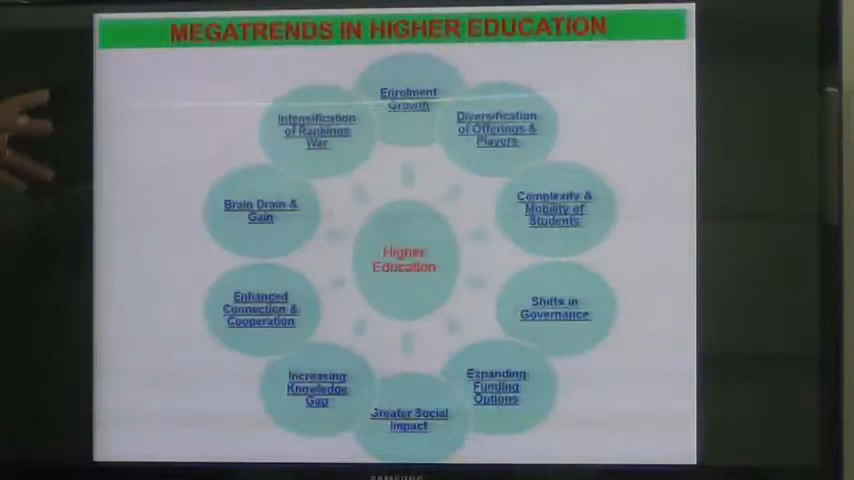 MEGATRENDS IN HIGHER EDUCATION
Enrolment
Growth
Diversification
of Offerings &
Players
Complexity &
Mobility of
Students
Shifts in
Governance
Expanding
Funding
Options
Greater Social
Impact
Increasing
Knowledge
Gap
Enhanced
Connection &
Cooperation
Brain Drain &
Gain
Intensification
of Rankings
War
Higher
Education
SAMSUNG